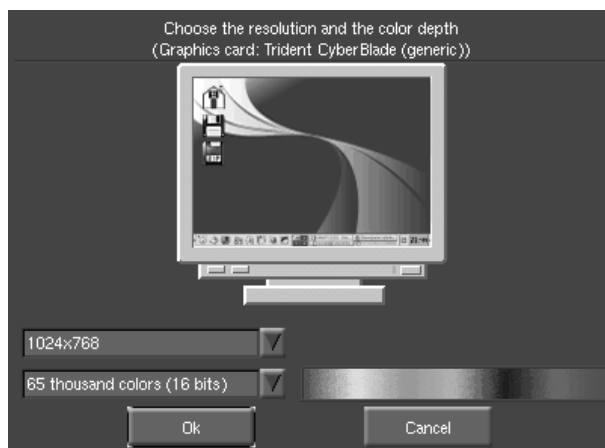 Choose the resolution and the color depth
(Graphics card: Trident CyberBlade (generic))
1024x768
65 thousand colors (16 bits)
Ok
Cancel